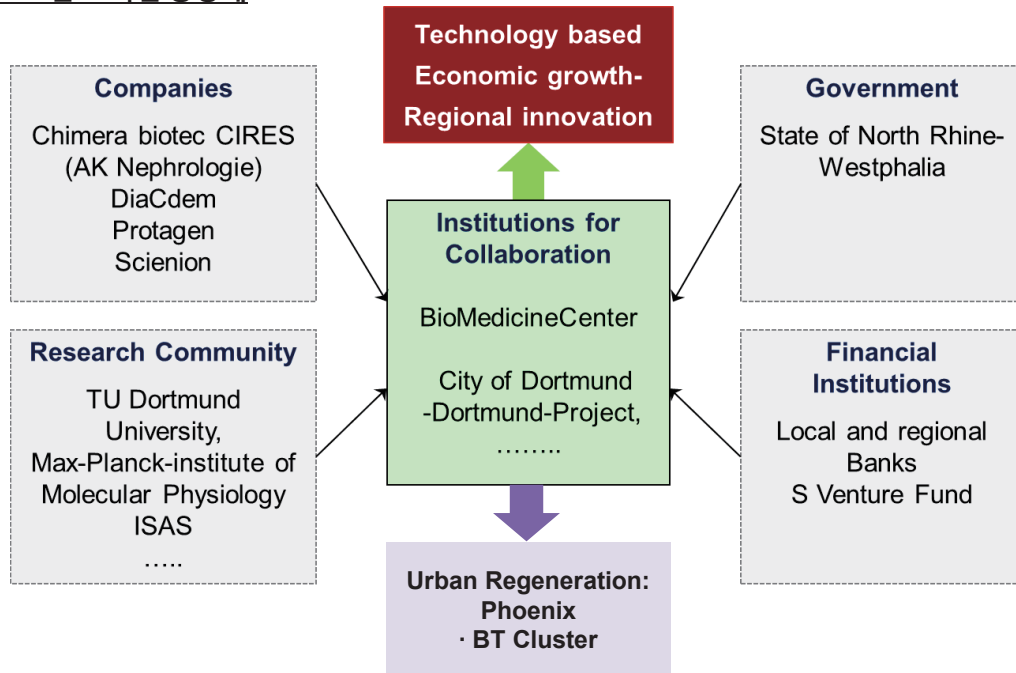 Technology based
Economic growth-
Regional innovation
Companies
Chimera biotec CIRES
(AK Nephrologie)
DiaCdem
Protagen
Scienion
Government
State of North Rhine-
Westphalia
Institutions for
Collaboration
BioMedicineCenter
City of Dortmund
-Dortmund-Project,
........
Research Community
TU Dortmund
University,
Max-Planck-institute of
Molecular Physiology
ISAS
.....
Financial
Institutions
Local and regional
Banks
S Venture Fund
Urban Regeneration:
Phoenix
· BT Cluster